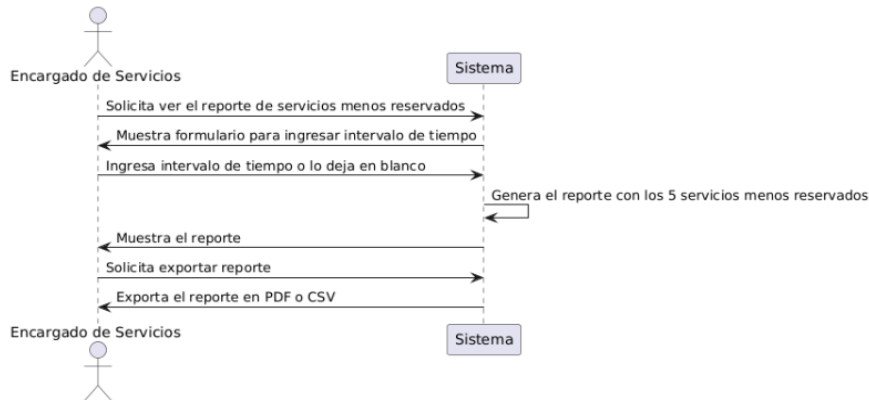 Encargado de Servicios
Sistema
Solicita ver el reporte de servicios menos reservados
Muestra formulario para ingresar intervalo de tiempo
Ingresa intervalo de tiempo o lo deja en blanco
Genera el reporte con los 5 servicios menos reservados
Muestra el reporte
Solicita exportar reporte
Exporta el reporte en PDF o CSV
Encargado de Servicios
Sistema